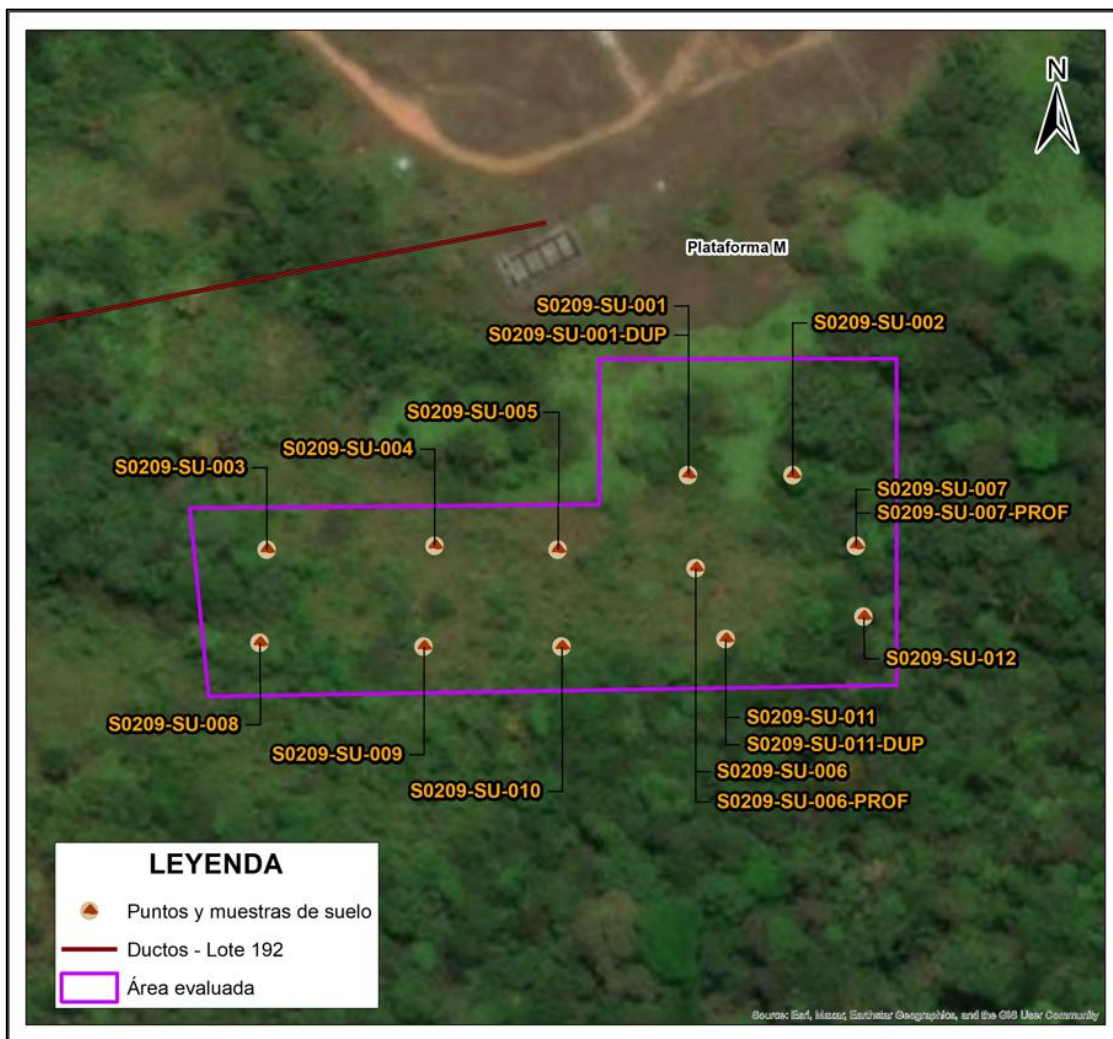 N
Plataforma M
S0209-SU-001
S0209-SU-001-DUP
S0209-SU-002
S0209-SU-005
S0209-SU-004
S0209-SU-003
S0209-SU-007
S0209-SU-007-PROF
S0209-SU-012
S0209-SU-011
S0209-SU-011-DUP
S0209-SU-008
S0209-SU-009
S0209-SU-006
S0209-SU-010
S0209-SU-006-PROF
LEYENDA
Puntos y muestras de suelo
Ductos - Lote 192
Área evaluada
Source: Esri, Maxar, Earthstar Geographics, and the GIS User Community